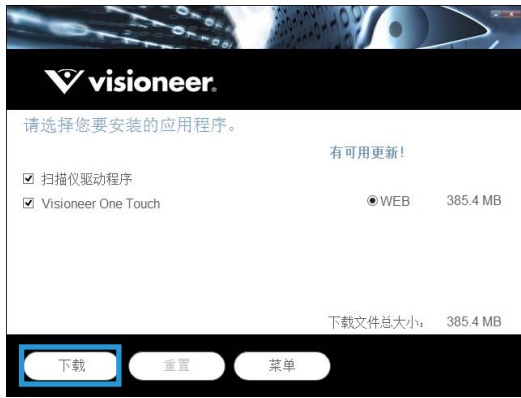 visioneer.
请选择您要安装的应用程序。
有可用更新!
扫描仪驱动程序
Visioneer One Touch
WEB 385.4 MB
下载文件总大小: 385.4 MB
下载 重置 菜单